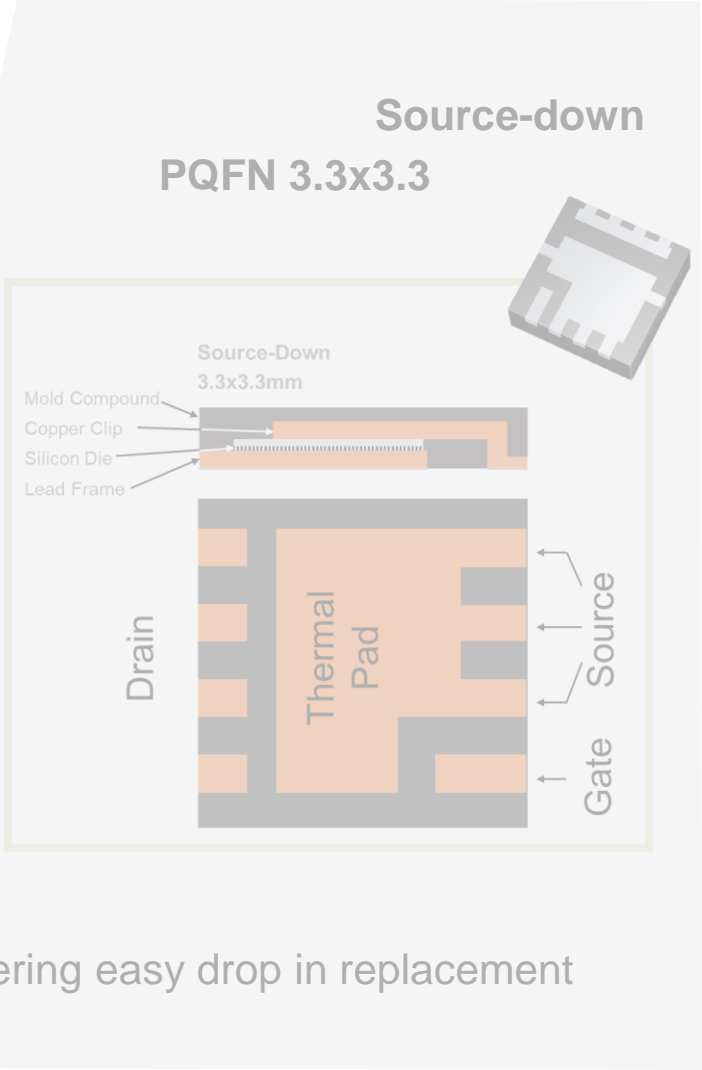 Source-down
PQFN 3.3x3.3
Source-Down
3.3x3.3mm
Mold Compound
Copper Clip
Silicon Die
Lead Frame
Drain
Thermal
Pad
Source
Gate
ering easy drop in replacement